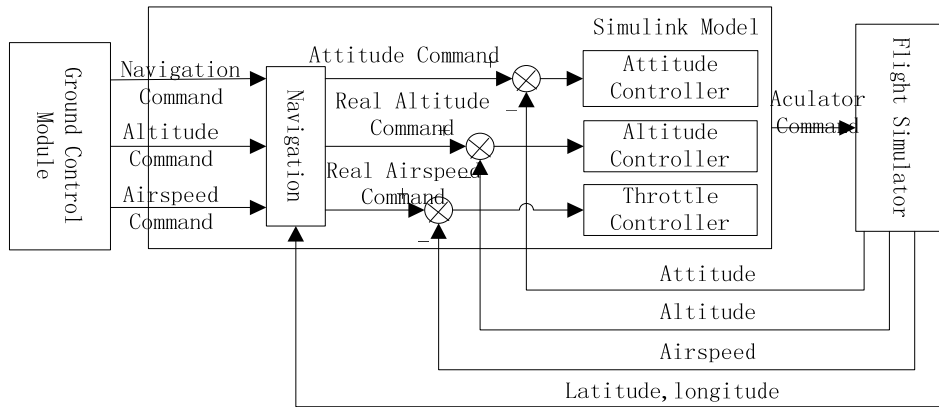 Simulink Model
Ground Control
Module
Navigation
Command
Altitude
Command
Airspeed
Command
Navigation
Attitude Command
+
−
Real Altitude
Command
+
−
Real Airspeed
Command
+
−
Attitude
Controller
Altitude
Controller
Throttle
Controller
Aculator
Command
Flight Simulator
Attitude
Altitude
Airspeed
Latitude,longitude